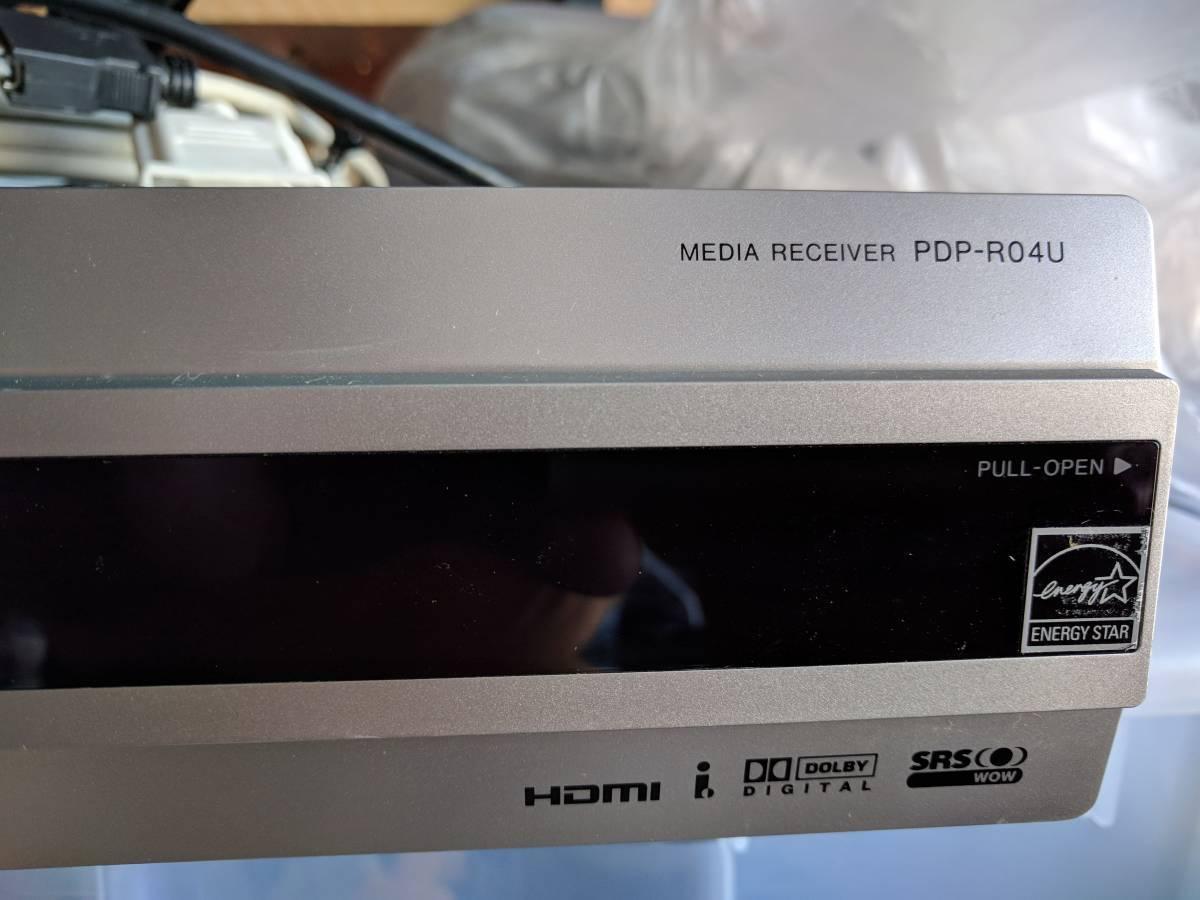 MEDIA RECEIVER PDP-R04U
PULL-OPEN ▶
energy
ENERGY STAR
HDMI i DOLBY DIGITAL SRS WOW